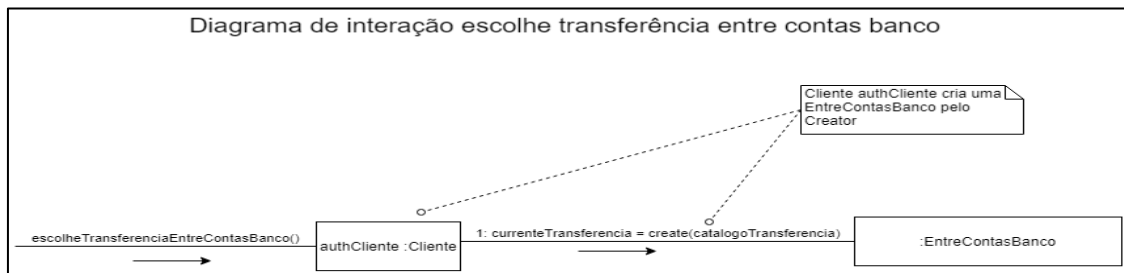 Diagrama de interação escolhe transferência entre contas banco
Cliente authCliente cria uma
EntreContasBanco pelo
Creator
escolheTransferenciaEntreContasBanco()
authCliente :Cliente
1: currenteTransferencia = create(catalogoTransferencia)
:EntreContasBanco